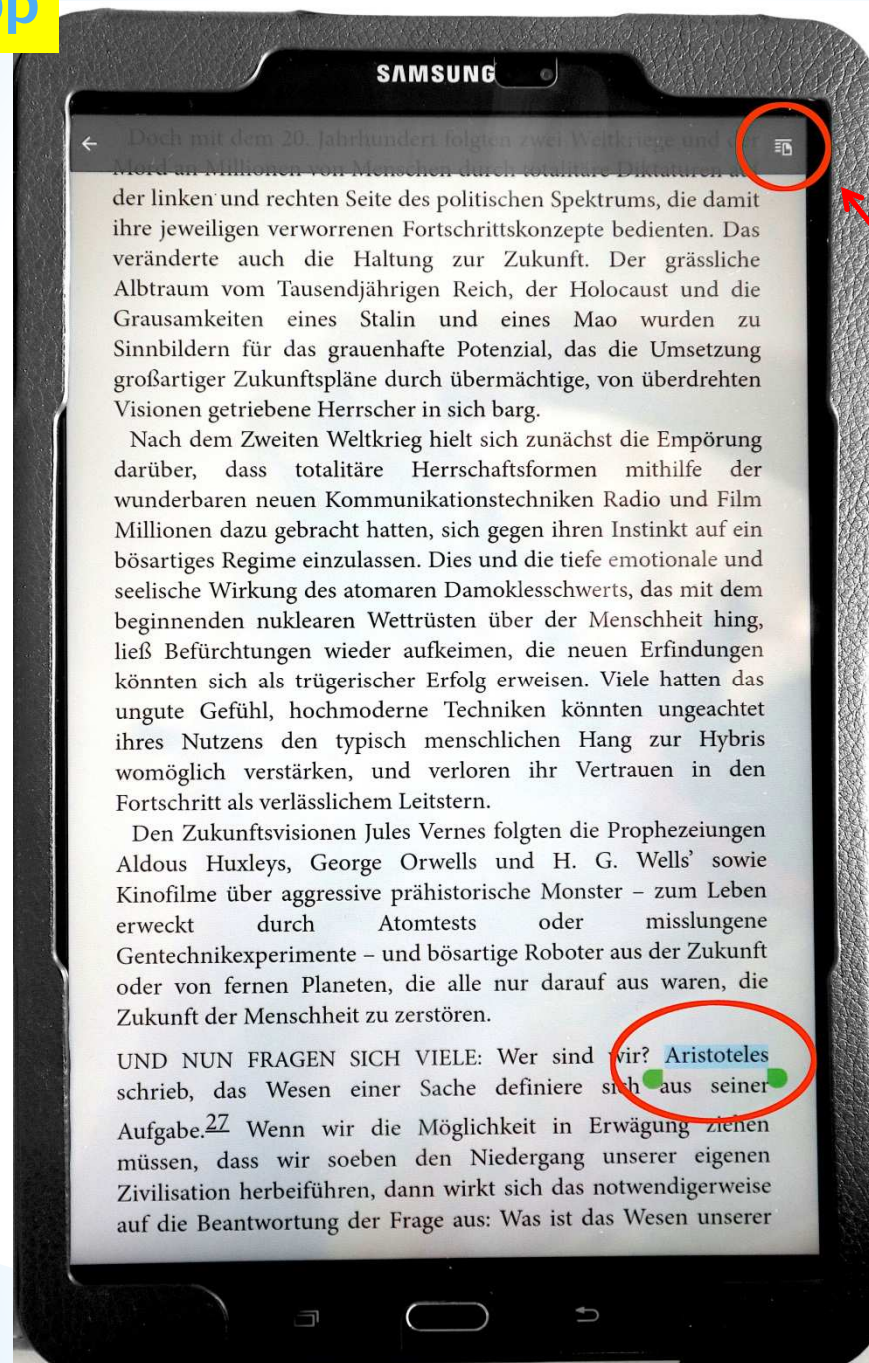 op
SAMSUNG
Doch mit dem 20. Jahrhundert folgten zwei Weltkriege und der
Mord an Millionen von Menschen durch totalitäre Diktaturen auf
der linken und rechten Seite des politischen Spektrums, die damit
ihre jeweiligen verworrenen Fortschrittskonzepte bedienten. Das
veränderte auch die Haltung zur Zukunft. Der grässliche
Albtraum vom Tausendjährigen Reich, der Holocaust und die
Grausamkeiten eines Stalin und eines Mao wurden zu
Sinnbildern für das grauenhafte Potenzial, das die Umsetzung
großartiger Zukunftspläne durch übermächtige, von überdrehten
Visionen getriebene Herrscher in sich barg.
Nach dem Zweiten Weltkrieg hielt sich zunächst die Empörung
darüber, dass totalitäre Herrschaftsformen mithilfe der
wunderbaren neuen Kommunikationstechniken Radio und Film
Millionen dazu gebracht hatten, sich gegen ihren Instinkt auf ein
bösartiges Regime einzulassen. Dies und die tiefe emotionale und
seelische Wirkung des atomaren Damoklesschwerts, das mit dem
beginnenden nuklearen Wettrüsten über der Menschheit hing,
ließ Befürchtungen wieder aufkeimen, die neuen Erfindungen
könnten sich als trügerischer Erfolg erweisen. Viele hatten das
ungute Gefühl, hochmoderne Techniken könnten ungeachtet
ihres Nutzens den typisch menschlichen Hang zur Hybris
womöglich verstärken, und verloren ihr Vertrauen in den
Fortschritt als verlässlichem Leitstern.
Den Zukunftsvisionen Jules Vernes folgten die Prophezeiungen
Aldous Huxleys, George Orwells und H. G. Wells’ sowie
Kinofilme über aggressive prähistorische Monster – zum Leben
erweckt durch Atomtests oder misslungene
Gentechnikexperimente – und bösartige Roboter aus der Zukunft
oder von fernen Planeten, die alle nur darauf aus waren, die
Zukunft der Menschheit zu zerstören.
UND NUN FRAGEN SICH VIELE: Wer sind wir? Aristoteles
schrieb, das Wesen einer Sache definiere sich aus seiner
Aufgabe.27 Wenn wir die Möglichkeit in Erwägung ziehen
müssen, dass wir soeben den Niedergang unserer eigenen
Zivilisation herbeiführen, dann wirkt sich das notwendigerweise
auf die Beantwortung der Frage aus: Was ist das Wesen unserer